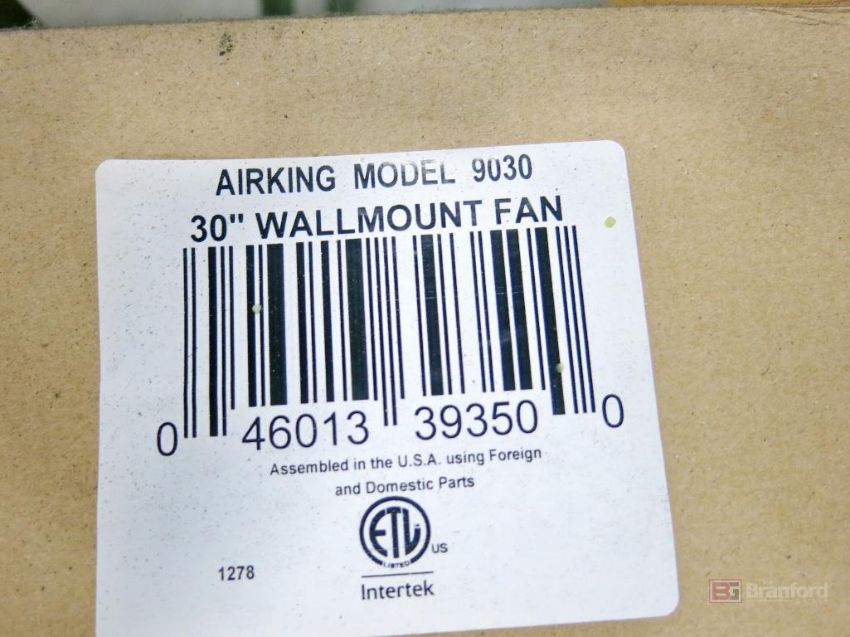 AIRKING MODEL 9030
30" WALLMOUNT FAN
0 46013 39350 0
Assembled in the U.S.A. using Foreign
and Domestic Parts
ETL
LISTED
US
1278
Intertek
BG Branford